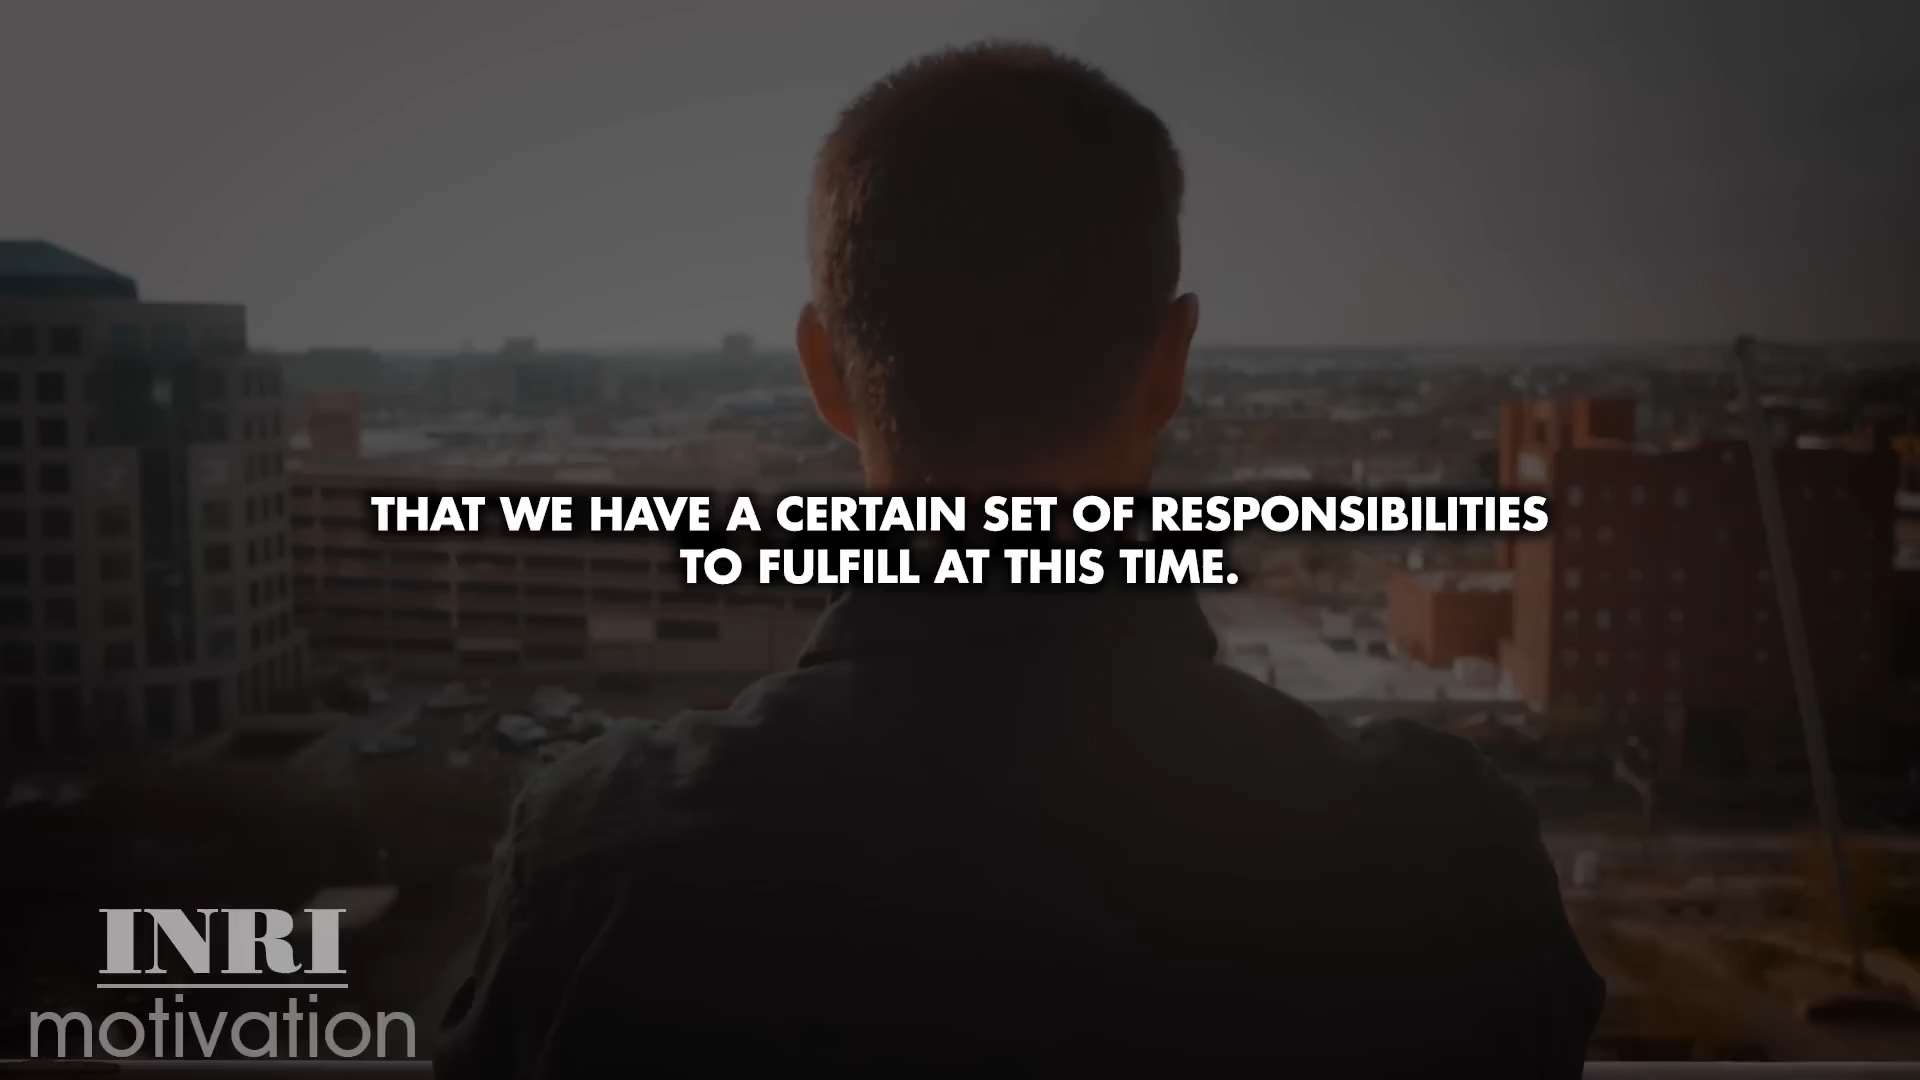 THAT WE HAVE A CERTAIN SET OF RESPONSIBILITIES
TO FULFILL AT THIS TIME.
INRI
motivation